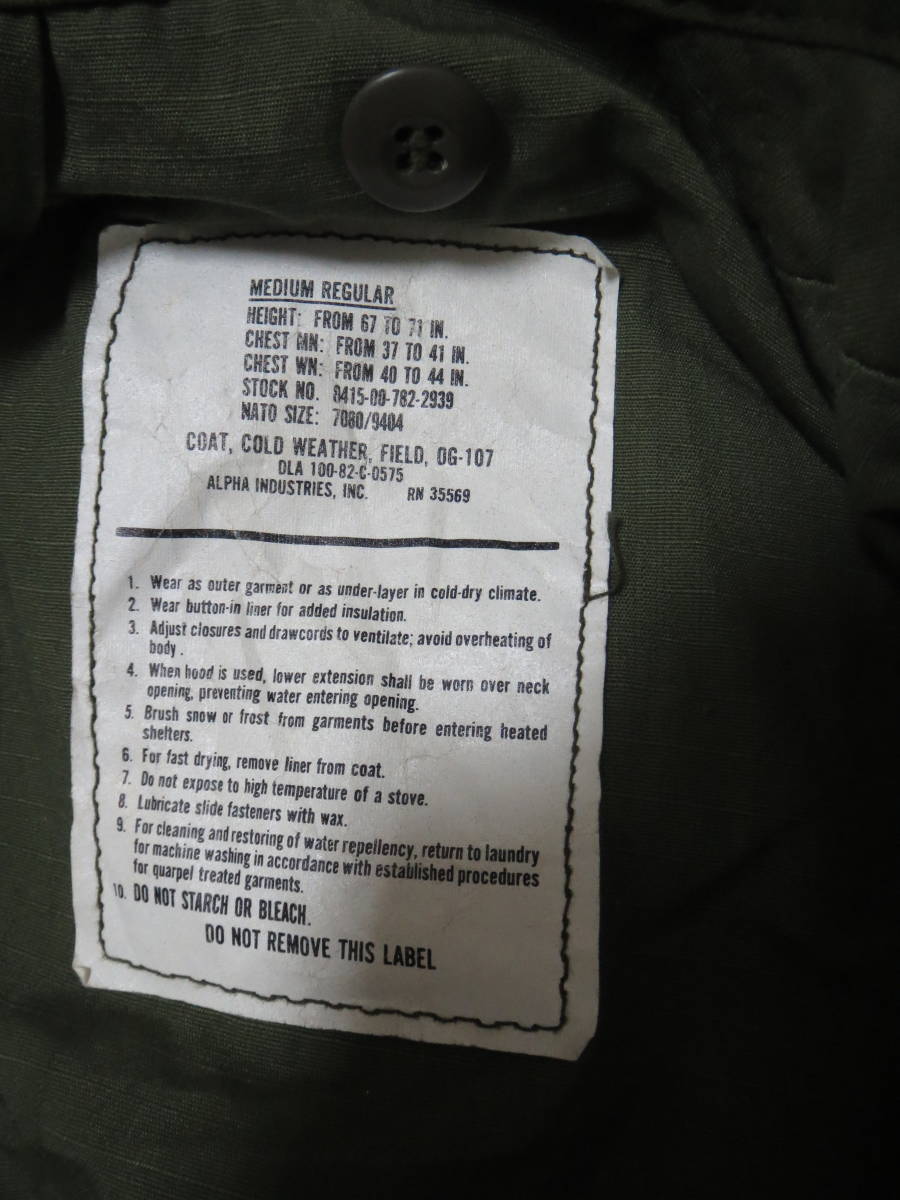 MEDIUM REGULAR
HEIGHT: FROM 67 TO 71 IN.
CHEST MN: FROM 37 TO 41 IN.
CHEST WN: FROM 40 TO 44 IN.
STOCK NO. 8415-00-782-2939
NATO SIZE: 7080/9404
COAT, COLD WEATHER, FIELD, OG-107
DLA 100-82-C-0575
ALPHA INDUSTRIES, INC. RN 35569
1. Wear as outer garment or as under-layer in cold-dry climate.
2. Wear button-in liner for added insulation.
3. Adjust closures and drawcords to ventilate; avoid overheating of
body.
4. When hood is used, lower extension shall be worn over neck
opening, preventing water entering opening.
5. Brush snow or frost from garments before entering heated
shelters.
6. For fast drying, remove liner from coat.
7. Do not expose to high temperature of a stove.
8. Lubricate slide fasteners with wax.
9. For cleaning and restoring of water repellency, return to laundry
for machine washing in accordance with established procedures
for quarpel treated garments.
10. DO NOT STARCH OR BLEACH.
DO NOT REMOVE THIS LABEL